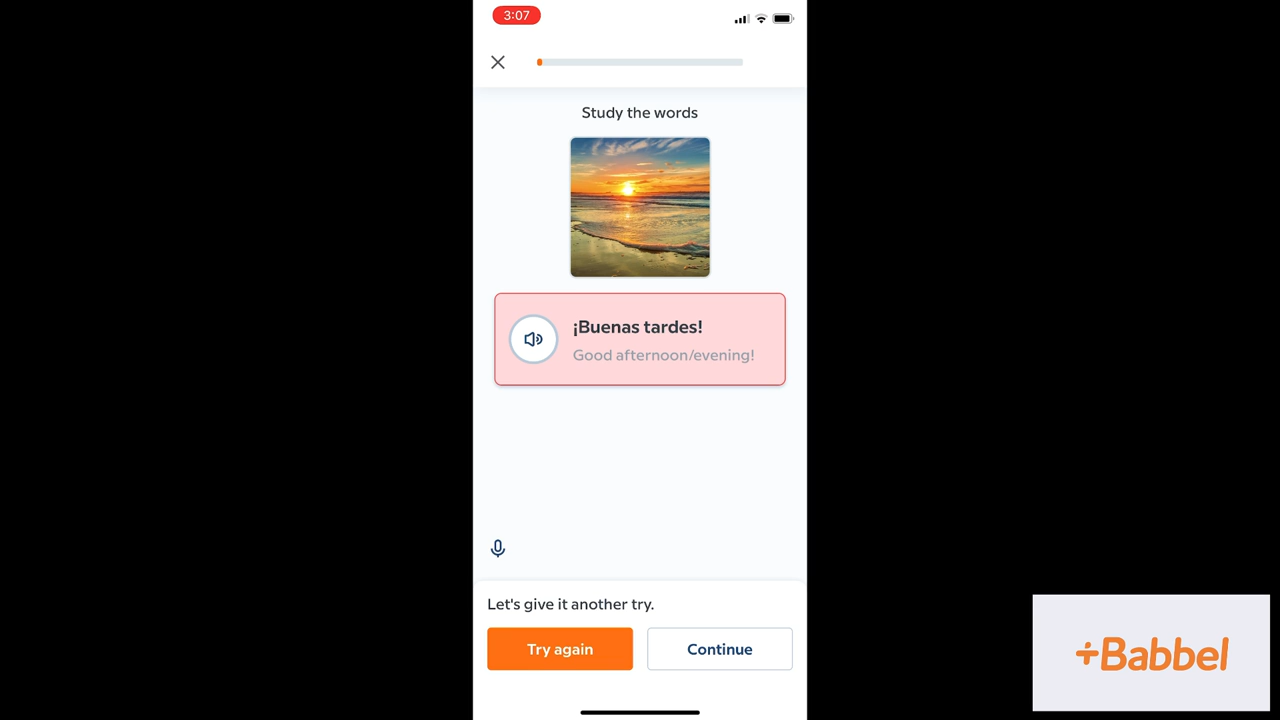 3:07
Study the words
¡Buenas tardes!
Good afternoon/evening!
Let's give it another try.
Try again
Continue
+Babbel